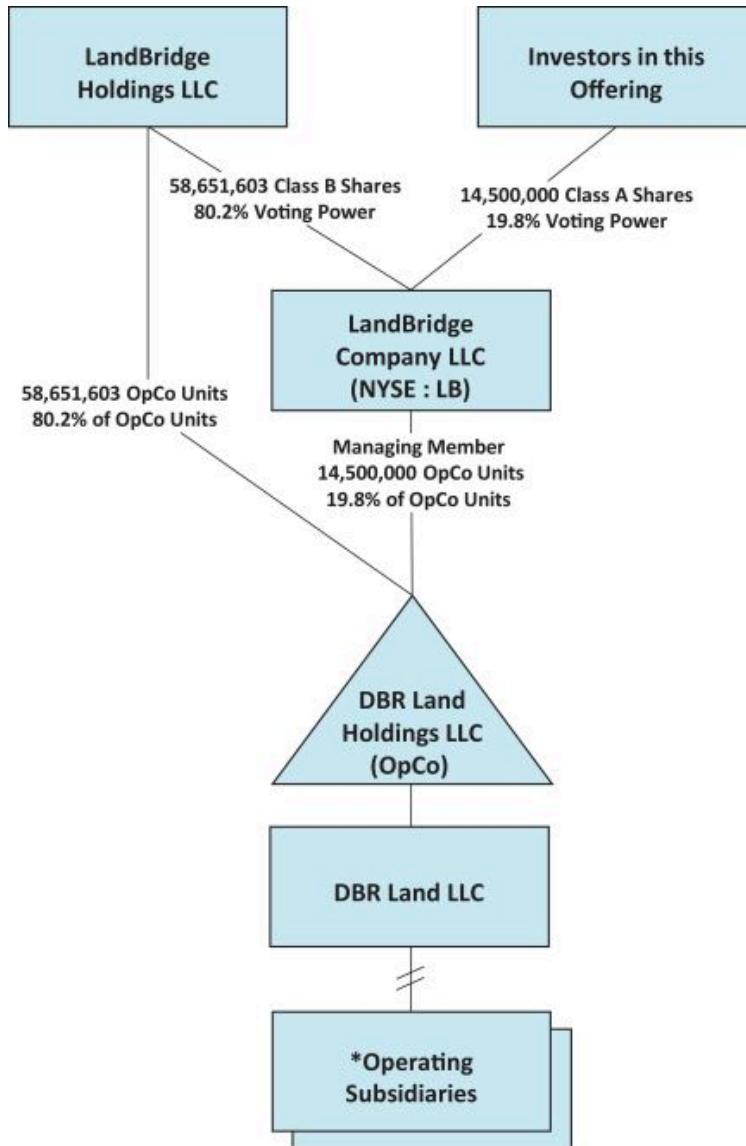 LandBridge
Holdings LLC
Investors in this
Offering
58,651,603 Class B Shares
80.2% Voting Power
14,500,000 Class A Shares
19.8% Voting Power
LandBridge
Company LLC
(NYSE : LB)
58,651,603 OpCo Units
80.2% of OpCo Units
Managing Member
14,500,000 OpCo Units
19.8% of OpCo Units
DBR Land
Holdings LLC
(OpCo)
DBR Land LLC
*Operating
Subsidiaries